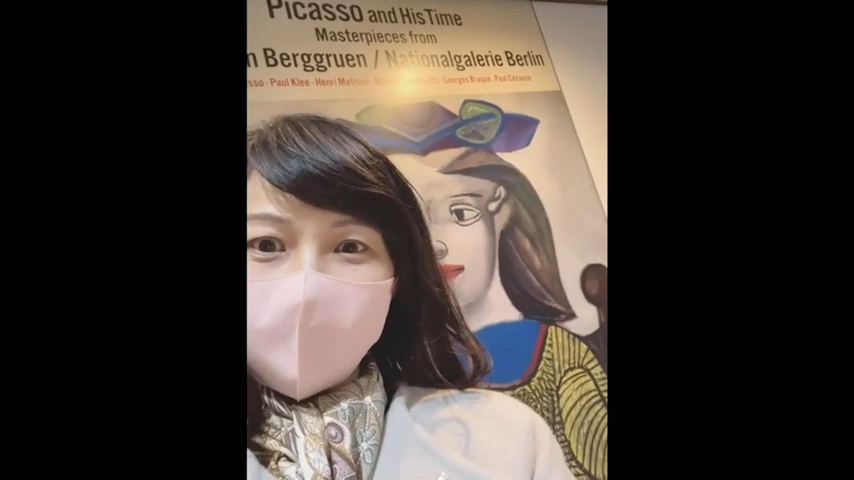 Picasso and His Time
Masterpieces from
Berggruen / Nationalgalerie Berlin
sso · Paul Klee · Henri Matisse Georges Braque Paul Cézanne